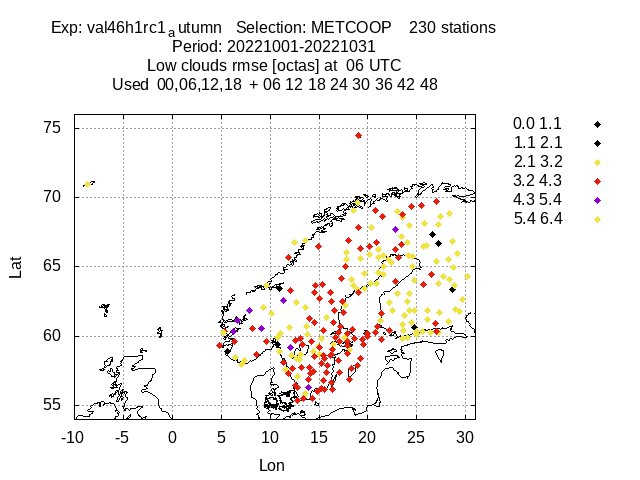 Exp: val46h1rc1autumn Selection: METCOOP 230 stations
Period: 20221001-20221031
Low clouds rmse [octas] at 06 UTC
Used 00,06,12,18 + 06 12 18 24 30 36 42 48
75
70
65
60
55
Lat
-10 -5 0 5 10 15 20 25 30
Lon
0.0 1.1
1.1 2.1
2.1 3.2
3.2 4.3
4.3 5.4
5.4 6.4